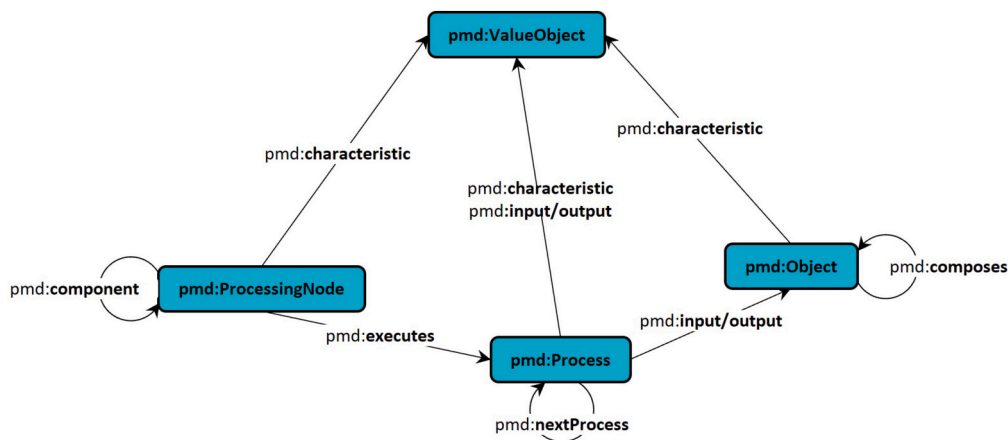 pmd:ValueObject
pmd:characteristic
pmd:characteristic
pmd:characteristic
pmd:input/output
pmd:component
pmd:ProcessingNode
pmd:Object
pmd:composes
pmd:executes
pmd:input/output
pmd:Process
pmd:nextProcess